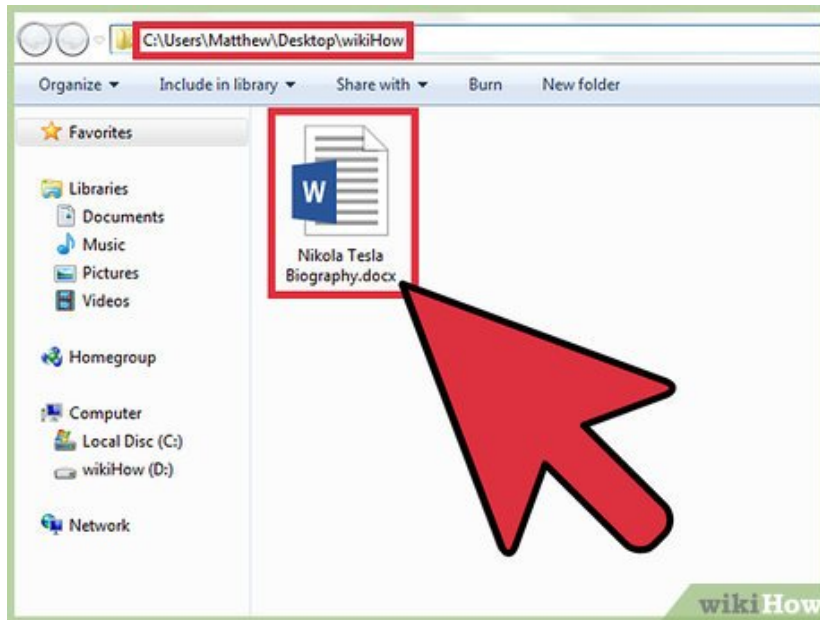 C:\Users\Matthew\Desktop\wikiHow
Organize Include in library Share with Burn New folder
Favorites
Libraries
Documents
Music
Pictures
Videos
Homegroup
Computer
Local Disc (C:)
wikiHow (D:)
Network
W
Nikola Tesla
Biography.docx
wikiHow